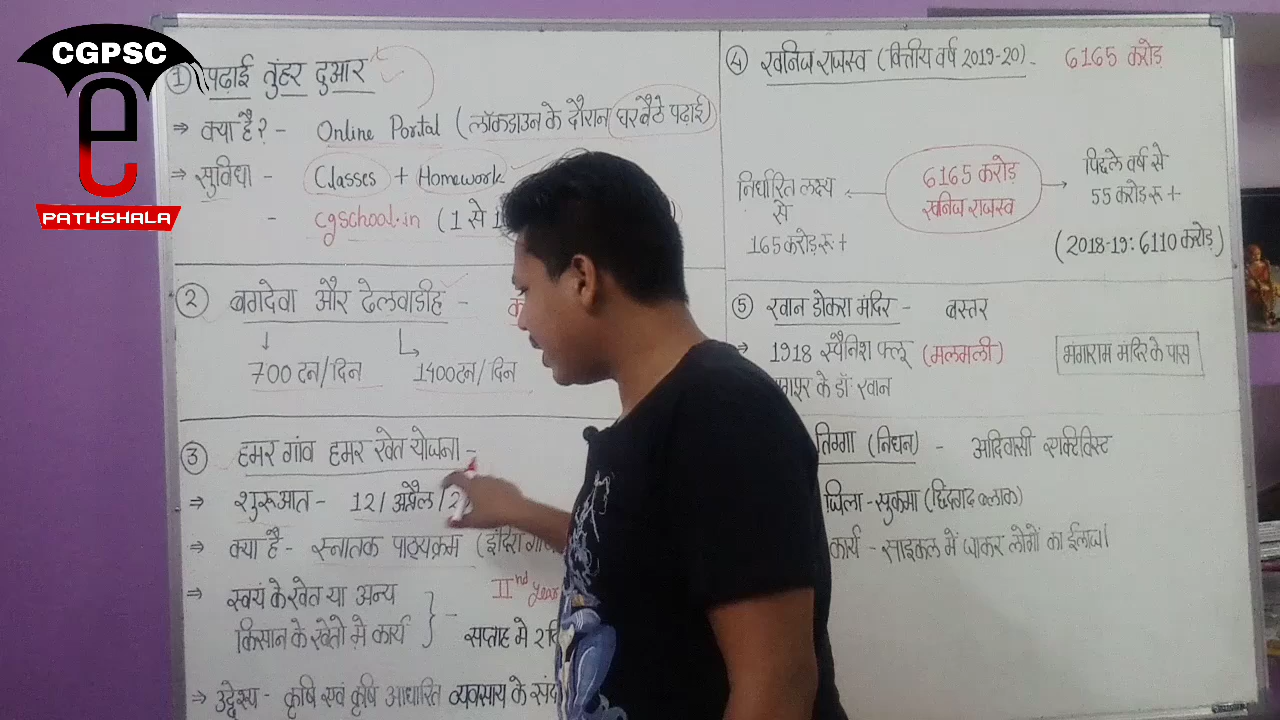 CGPSC
e
PATHSHALA
① पढ़ाई तुंहर दुआर
⇒ क्या है? - Online Portal (लॉकडाउन के दौरान घर बैठे पढ़ाई)
⇒ सुविधा - Classes + Homework
- cgschool.in (1 से
② बगदेवा और ढेलवाडीह -
700 टन/दिन 1400 टन/दिन
③ हमर गांव हमर खेत योजना -
⇒ शुरूआत - 12/अप्रैल/2
⇒ क्या है - स्नातक पाठ्यक्रम (इंदिरा
IInd year
⇒ स्वयं के खेत या अन्य
किसान के खेतो मे कार्य } - सप्ताह मे 2
⇒ उद्देश्य - कृषि एवं कृषि आधारित व्यवसाय के
④ खनिज राजस्व (वित्तीय वर्ष 2019-20) - 6165 करोड़
निर्धारित लक्ष्य
से
165 करोड़ रू +
6165 करोड़
खनिज राजस्व
पिछले वर्ष से
55 करोड़ रू +
(2018-19: 6110 करोड़)
⑤ खान डोकरा मंदिर - बस्तर
⇒ 1918 स्पैनिश फ्लू (मलमली)
के डॉ. खान
भंगाराम मंदिर के पास
तिग्गा (निधन) - आदिवासी एक्टिविस्ट
जिला - सुकमा (छिंदगढ़ ब्लाक)
कार्य - साइकल में जाकर लोगों का ईलाज।